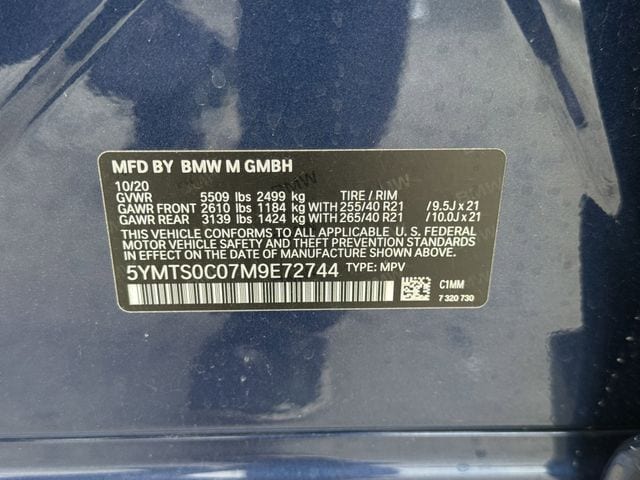 MFD BY BMW M GMBH
10/20
GVWR 5509 lbs 2499 kg TIRE / RIM
GAWR FRONT 2610 lbs 1184 kg WITH 255/40 R21 / 9.5J x 21
GAWR REAR 3139 lbs 1424 kg WITH 265/40 R21 / 10.0J x 21
THIS VEHICLE CONFORMS TO ALL APPLICABLE U. S. FEDERAL
MOTOR VEHICLE SAFETY AND THEFT PREVENTION STANDARDS
IN EFFECT ON THE DATE OF MANUFACTURE SHOWN ABOVE.
5YMTS0C07M9E72744 TYPE: MPV
C1MM
7 320 730